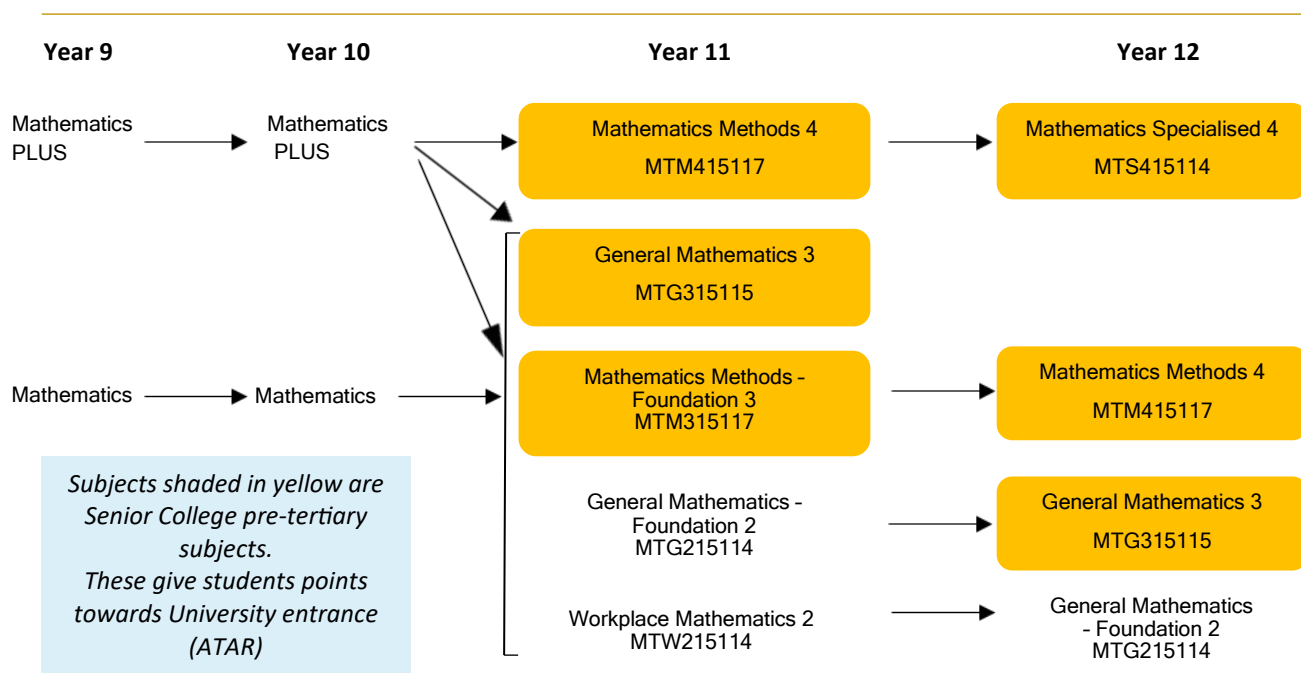 Year 9
Year 10
Year 11
Year 12
Mathematics
PLUS
Mathematics
PLUS
Mathematics Methods 4
MTM415117
Mathematics Specialised 4
MTS415114
General Mathematics 3
MTG315115
Mathematics
Mathematics
Mathematics Methods -
Foundation 3
MTM315117
Mathematics Methods 4
MTM415117
Subjects shaded in yellow are
Senior College pre-tertiary
subjects.
These give students points
towards University entrance
(ATAR)
General Mathematics -
Foundation 2
MTG215114
General Mathematics 3
MTG315115
Workplace Mathematics 2
MTW215114
General Mathematics
- Foundation 2
MTG215114